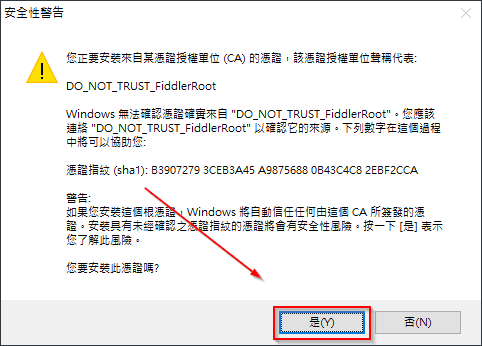 安全性警告
您正要安裝來自某憑證授權單位 (CA) 的憑證，該憑證授權單位聲稱代表:
DO_NOT_TRUST_FiddlerRoot
Windows 無法確認憑證確實來自 "DO_NOT_TRUST_FiddlerRoot"。您應該
連絡 "DO_NOT_TRUST_FiddlerRoot" 以確認它的來源。下列數字在這個過程
中將可以協助您:
憑證指紋 (sha1): B3907279 3CEB3A45 A9875688 0B43C4C8 2EBF2CCA
警告:
如果您安裝這個根憑證，Windows 將自動信任任何由這個 CA 所簽發的憑
證。安裝具有未經確認之憑證指紋的憑證將會有安全性風險。按一下 [是] 表示
您了解此風險。
您要安裝此憑證嗎?
是(Y)
否(N)